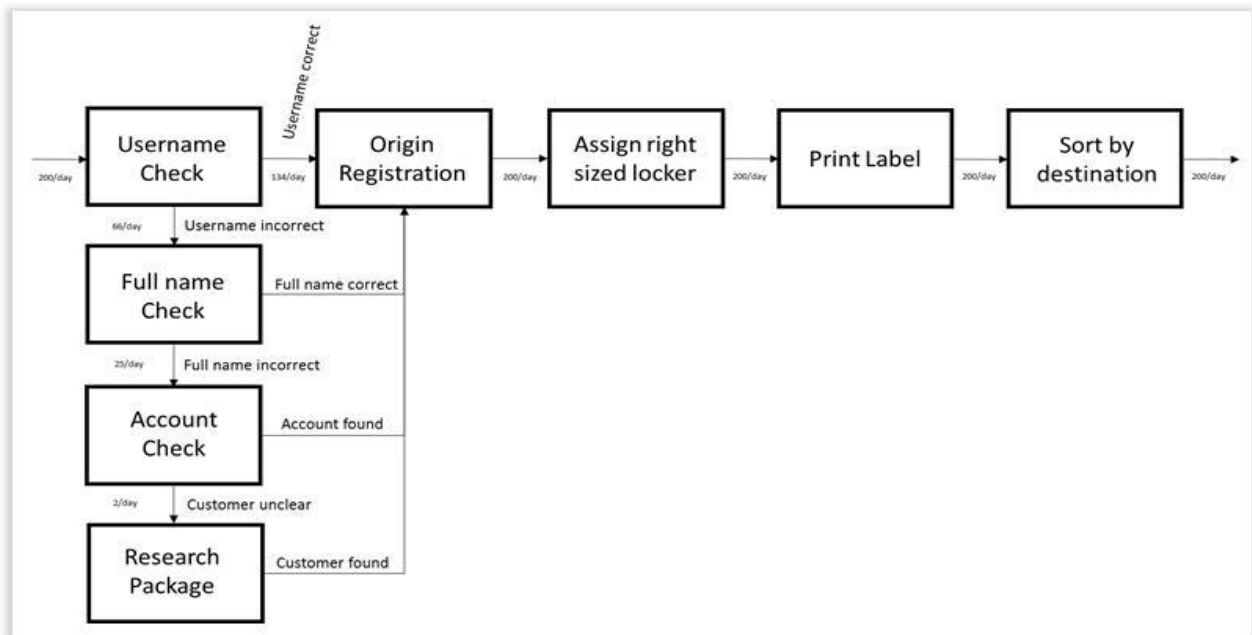 Username correct
Username
Check
Origin
Registration
Assign right
sized locker
Print Label
Sort by
destination
200/day
134/day
200/day
200/day
200/day
200/day
66/day
Username incorrect
Full name
Check
Full name correct
25/day
Full name incorrect
Account
Check
Account found
2/day
Customer unclear
Research
Package
Customer found